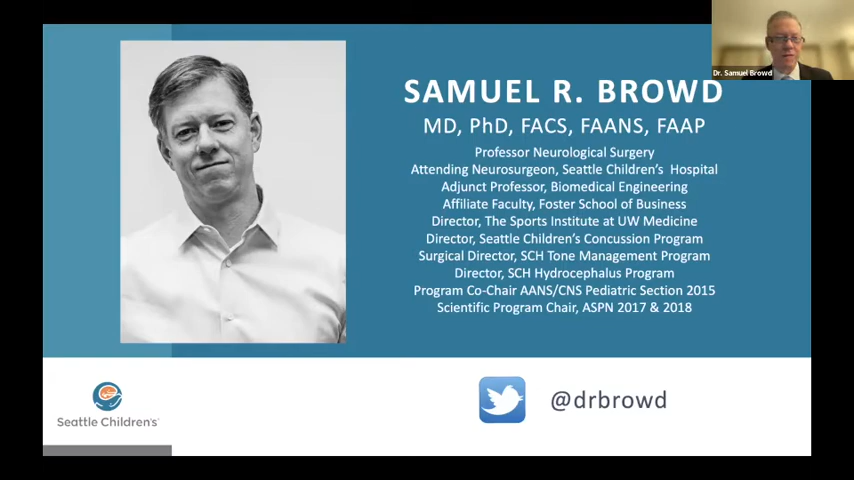 Dr. Samuel Browd
SAMUEL R. BROWD
MD, PhD, FACS, FAANS, FAAP
Professor Neurological Surgery
Attending Neurosurgeon, Seattle Children's Hospital
Adjunct Professor, Biomedical Engineering
Affiliate Faculty, Foster School of Business
Director, The Sports Institute at UW Medicine
Director, Seattle Children's Concussion Program
Surgical Director, SCH Tone Management Program
Director, SCH Hydrocephalus Program
Program Co-Chair AANS/CNS Pediatric Section 2015
Scientific Program Chair, ASPN 2017 & 2018
Seattle Children's
@drbrowd